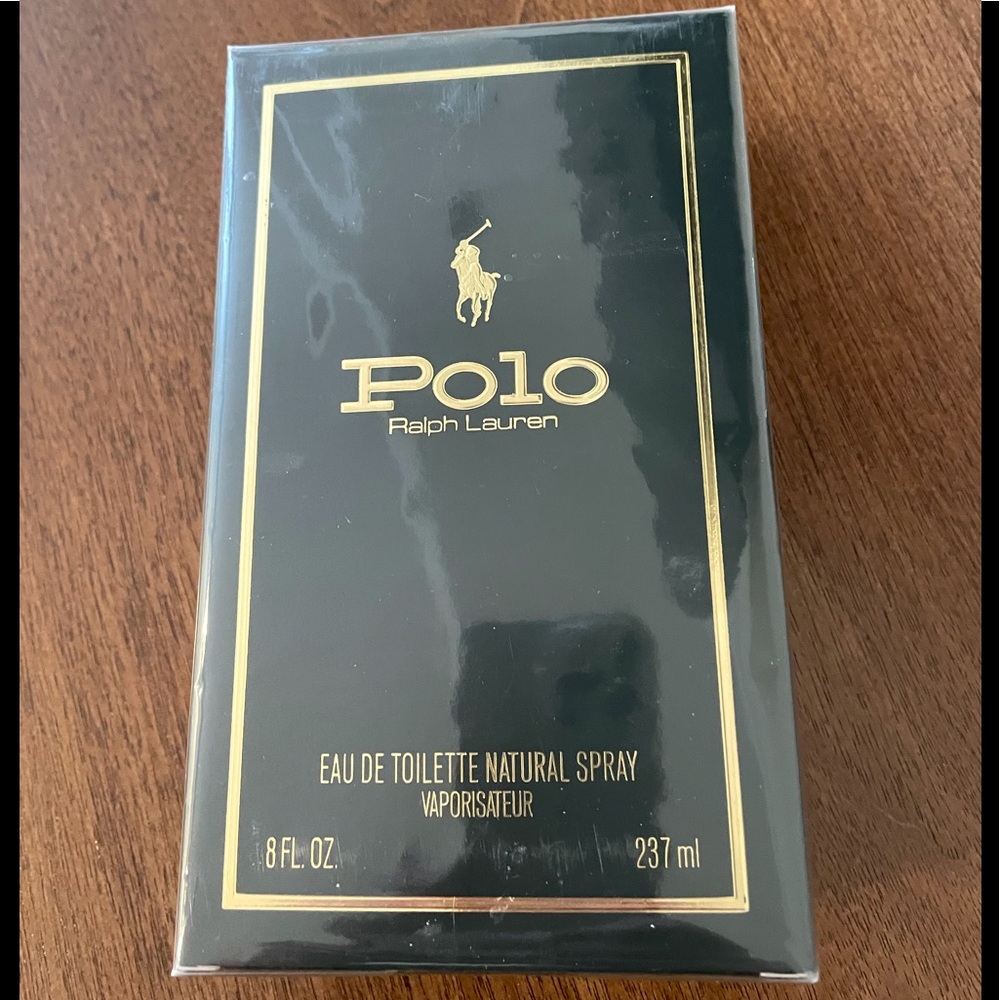 Polo
Ralph Lauren
EAU DE TOILETTE NATURAL SPRAY
VAPORISATEUR
8 FL. OZ. 237 ml